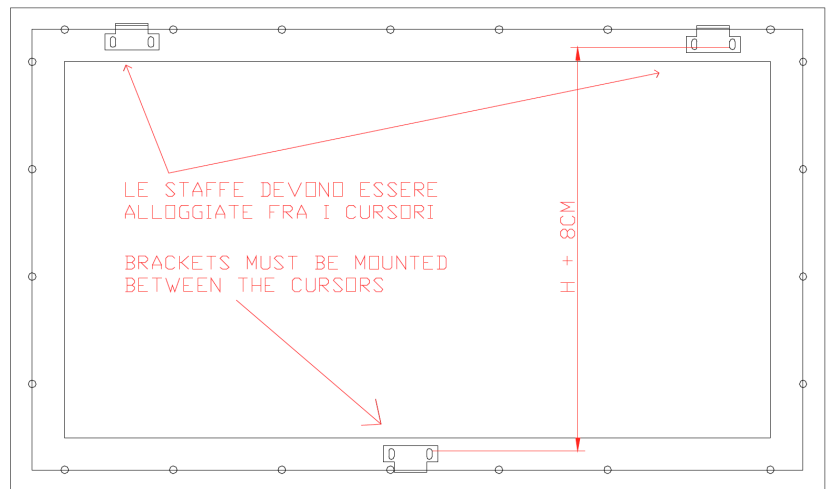 LE STAFFE DEVONO ESSERE
ALLOGGIATE FRA I CURSORI
BRACKETS MUST BE MOUNTED
BETWEEN THE CURSORS
H + 8CM